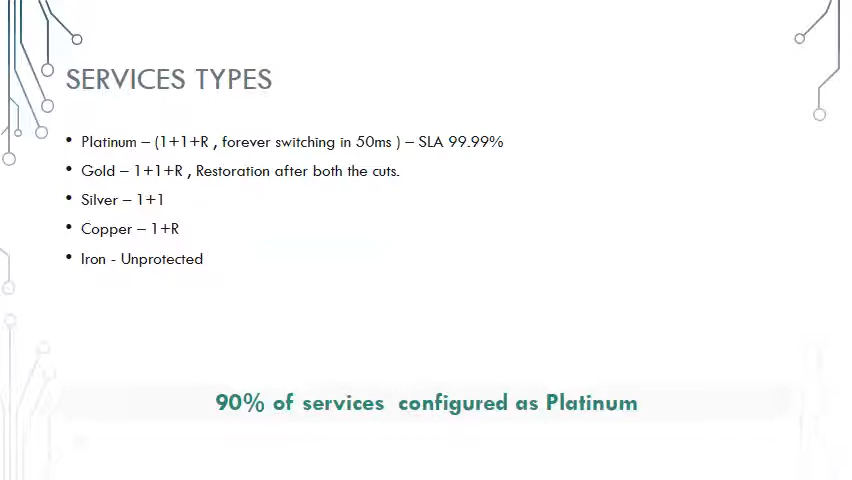 SERVICES TYPES
• Platinum – (1+1+R , forever switching in 50ms ) – SLA 99.99%
• Gold – 1+1+R , Restoration after both the cuts.
• Silver – 1+1
• Copper – 1+R
• Iron - Unprotected
90% of services  configured as Platinum